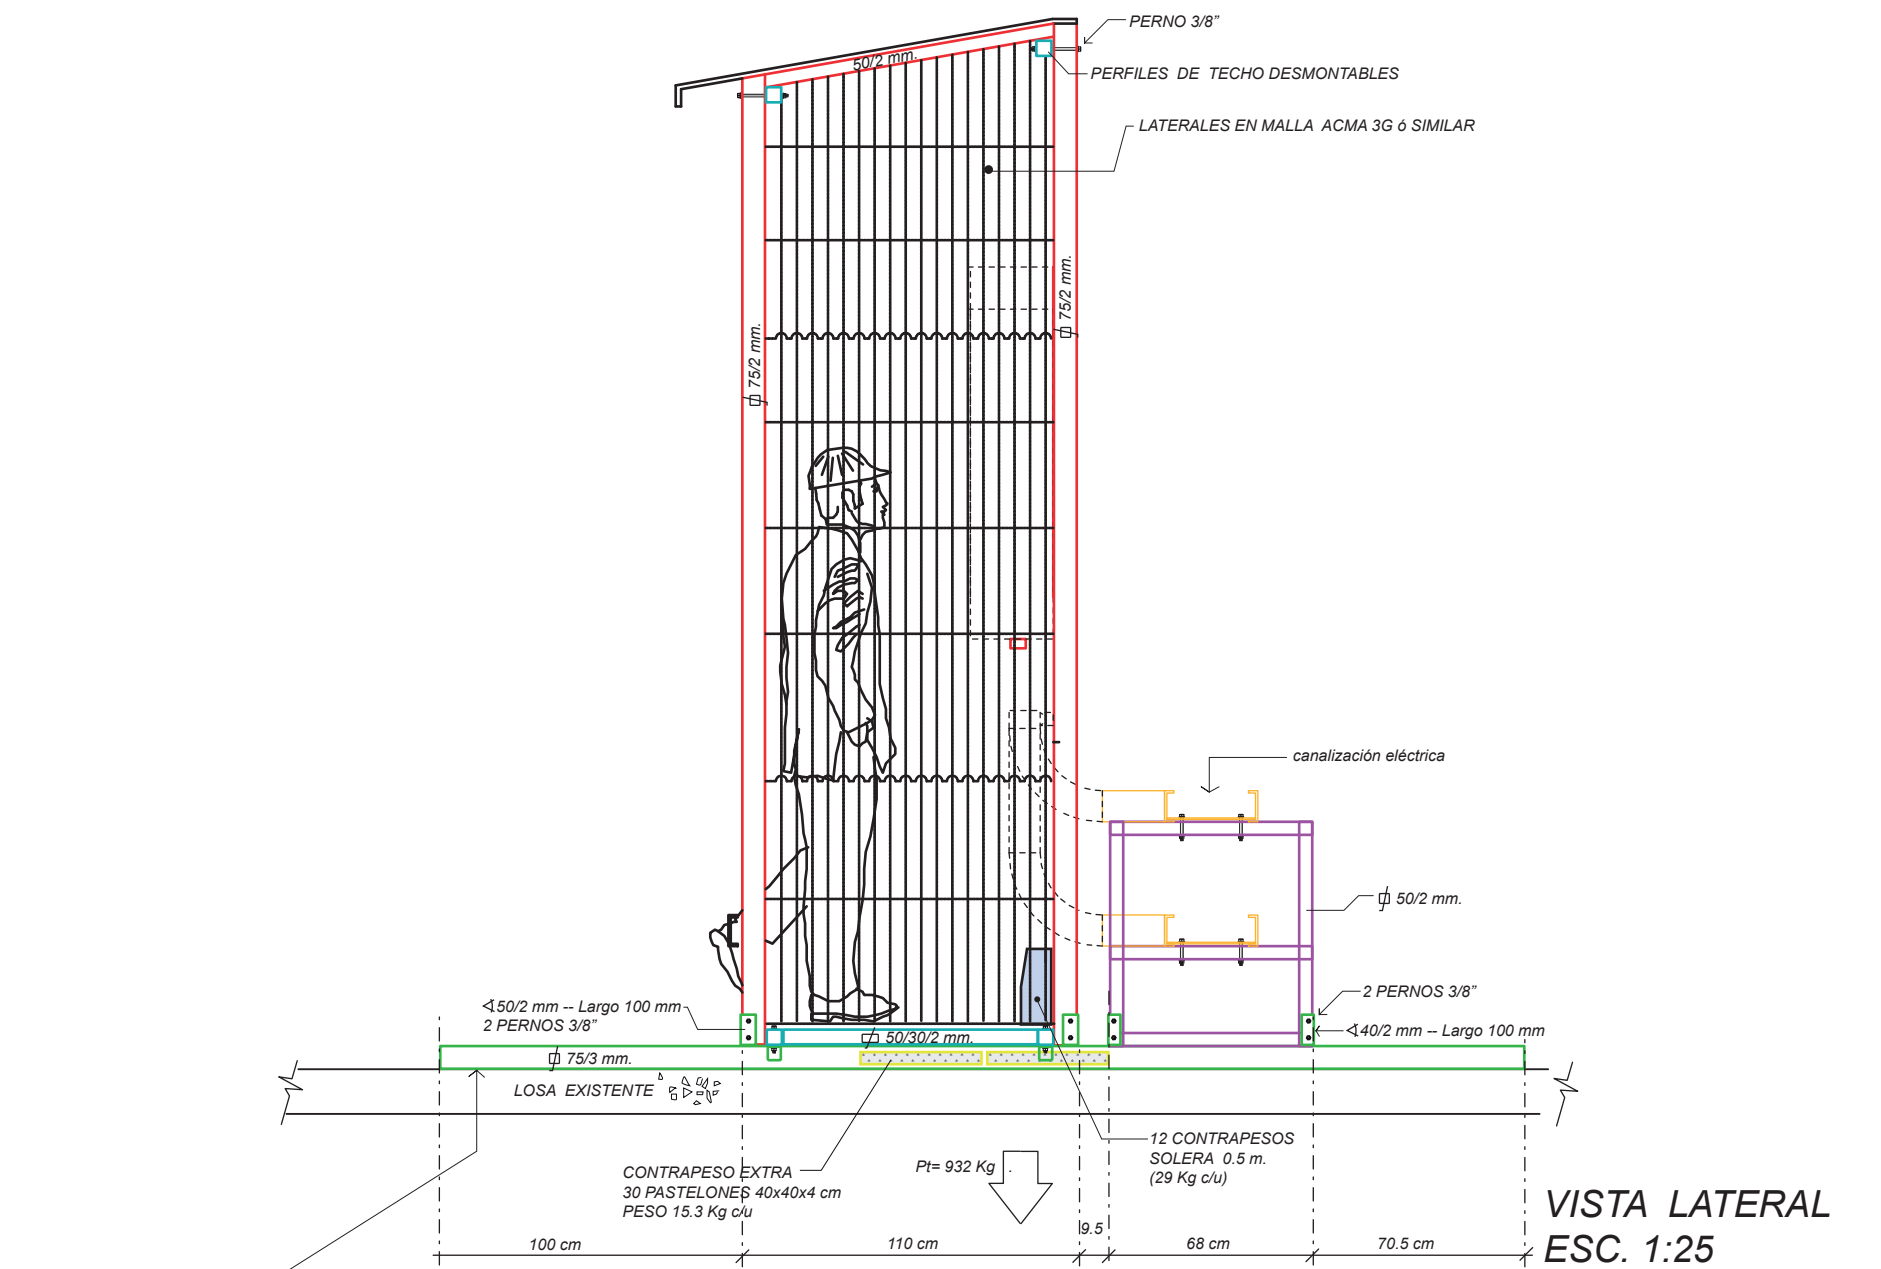 PERNO 3/8”
50/2 mm.
PERFILES DE TECHO DESMONTABLES
LATERALES EN MALLA ACMA 3G ó SIMILAR
75/2 mm.
75/2 mm.
canalización eléctrica
50/2 mm.
2 PERNOS 3/8”
50/2 mm -- Largo 100 mm
2 PERNOS 3/8”
40/2 mm -- Largo 100 mm
50/30/2 mm.
75/3 mm.
LOSA EXISTENTE
12 CONTRAPESOS
SOLERA 0.5 m.
(29 Kg c/u)
CONTRAPESO EXTRA
30 PASTELONES 40x40x4 cm
PESO 15.3 Kg c/u
Pt= 932 Kg .
100 cm
110 cm
9.5
68 cm
70.5 cm
VISTA LATERAL
ESC. 1:25